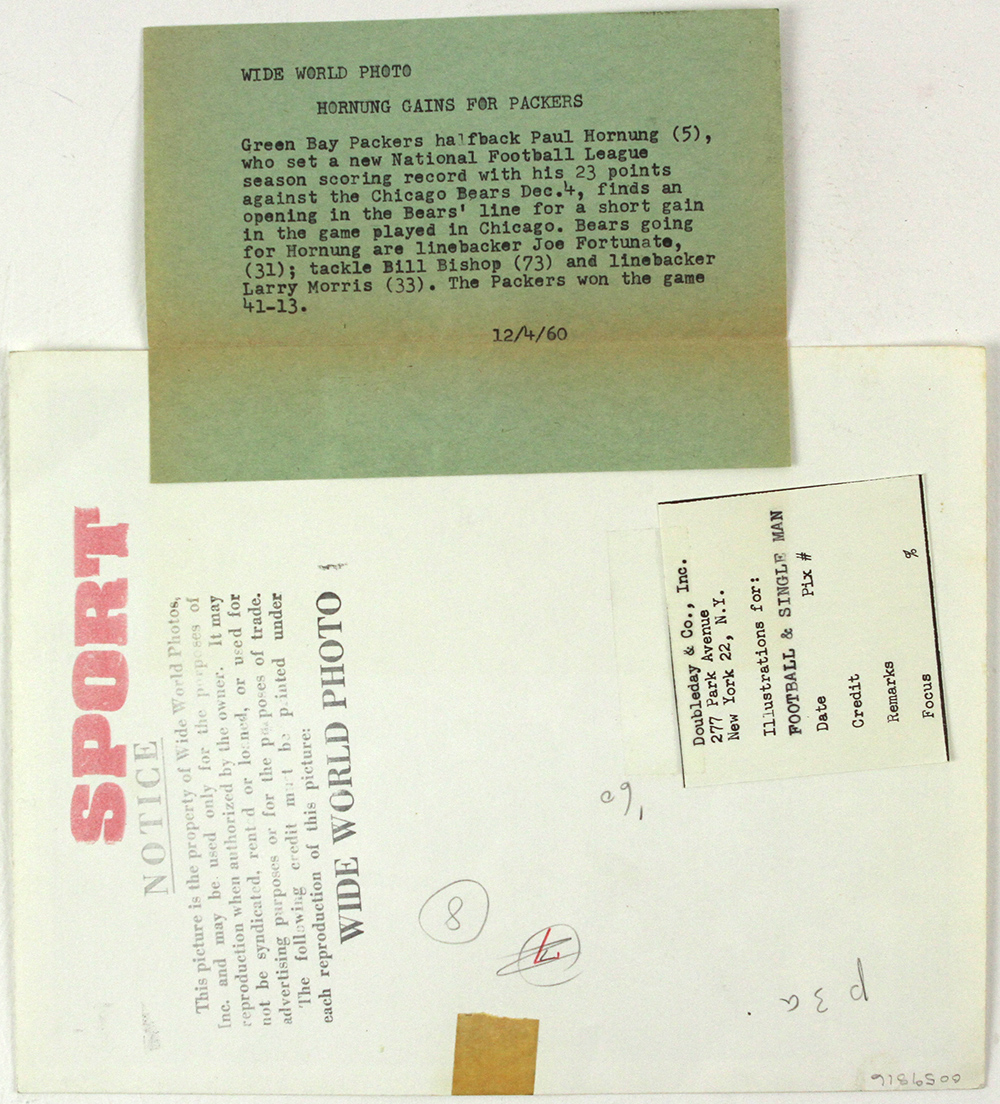 WIDE WORLD PHOTO
HORNUNG GAINS FOR PACKERS
Green Bay Packers halfback Paul Hornung (5),
who set a new National Football League
season scoring record with his 23 points
against the Chicago Bears Dec.4, finds an
opening in the Bears' line for a short gain
in the game played in Chicago. Bears going
for Hornung are linebacker Joe Fortunato,
(31); tackle Bill Bishop (73) and linebacker
Larry Morris (33). The Packers won the game
41-13.
12/4/60
SPORT
NOTICE
This picture is the property of Wide World Photos,
Inc. and may be used only for the purposes of
reproduction when authorized by the owner. It may
not be syndicated, rented or loaned, or used for
advertising purposes or for the purposes of trade.
The following credit must be printed under
each reproduction of this picture:
WIDE WORLD PHOTO
Doubleday & Co., Inc.
277 Park Avenue
New York 22, N.Y.
Illustrations for:
FOOTBALL & SINGLE MAN
Date Pix #
Credit
Remarks
Focus %
'60
8
7
p 3a
0059316